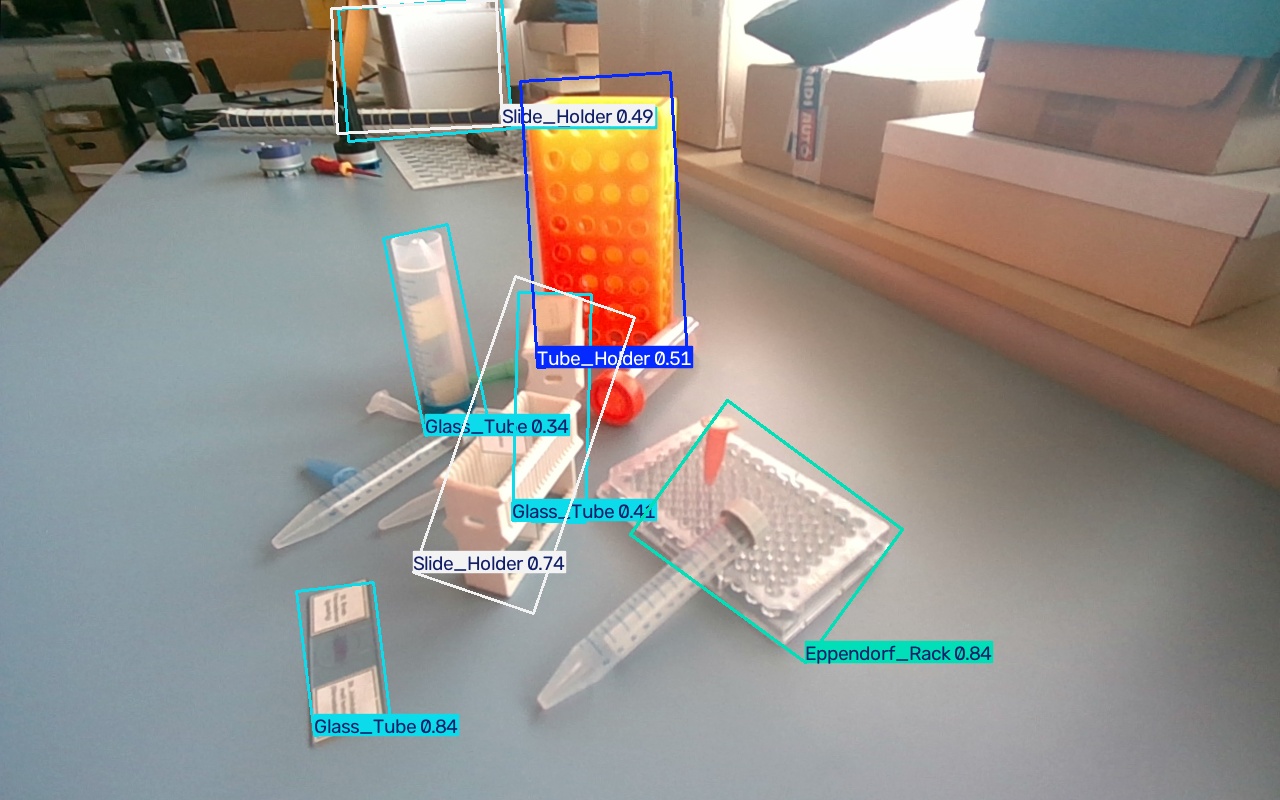 Slide_Holder 0.49
Tube_Holder 0.51
Glass_Tube 0.34
Glass_Tube 0.41
Slide_Holder 0.74
Eppendorf_Rack 0.84
Glass_Tube 0.84